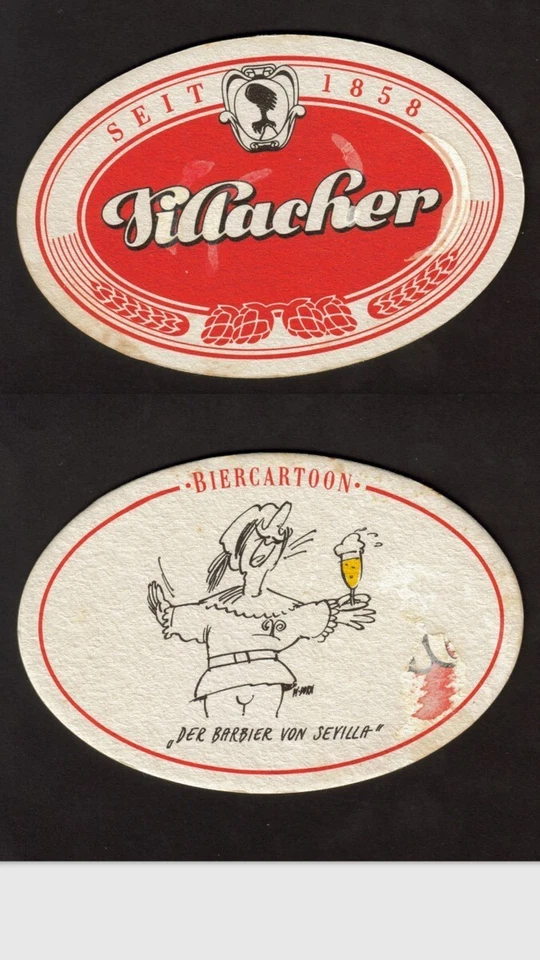 SEIT 1858
Villacher
·BIERCARTOON·
„DER BARBIER VON SEVILLA“